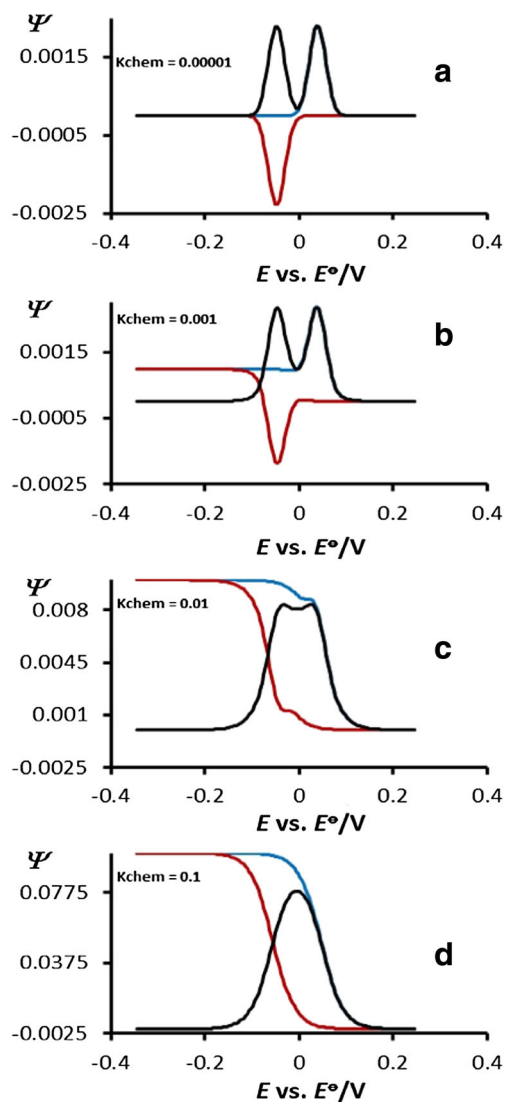 Ψ
0.0015
Kchem = 0.00001
a
-0.0005
-0.0025
-0.4 -0.2 0 0.2 0.4
E vs. E°/V
Ψ
Kchem = 0.001
b
0.0015
-0.0005
-0.0025
-0.4 -0.2 0 0.2 0.4
E vs. E°/V
Ψ
0.008
Kchem = 0.01
c
0.0045
0.001
-0.0025
-0.4 -0.2 0 0.2 0.4
E vs. E°/V
Ψ
Kchem = 0.1
0.0775
d
0.0375
-0.0025
-0.4 -0.2 0 0.2 0.4
E vs. E°/V